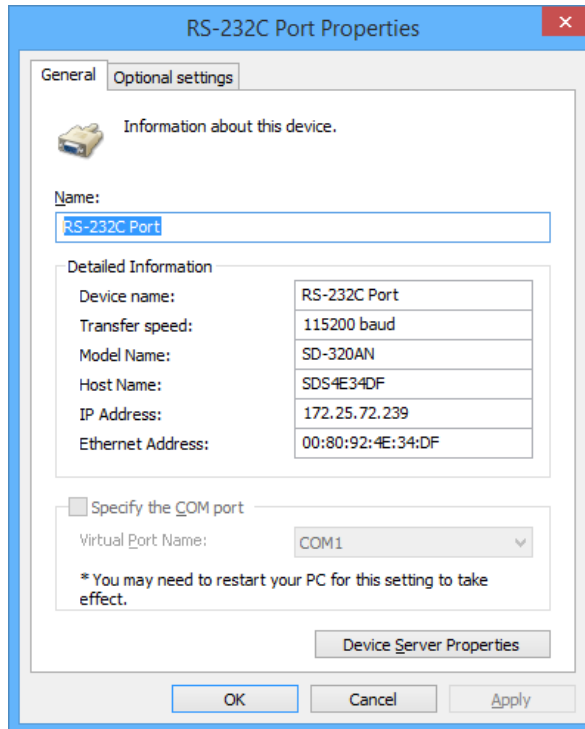 RS-232C Port Properties
General
Optional settings
Information about this device.
Name:
RS-232C Port
Detailed Information
Device name: RS-232C Port
Transfer speed: 115200 baud
Model Name: SD-320AN
Host Name: SDS4E34DF
IP Address: 172.25.72.239
Ethernet Address: 00:80:92:4E:34:DF
Specify the COM port
Virtual Port Name: COM1
* You may need to restart your PC for this setting to take
effect.
Device Server Properties
OK Cancel Apply